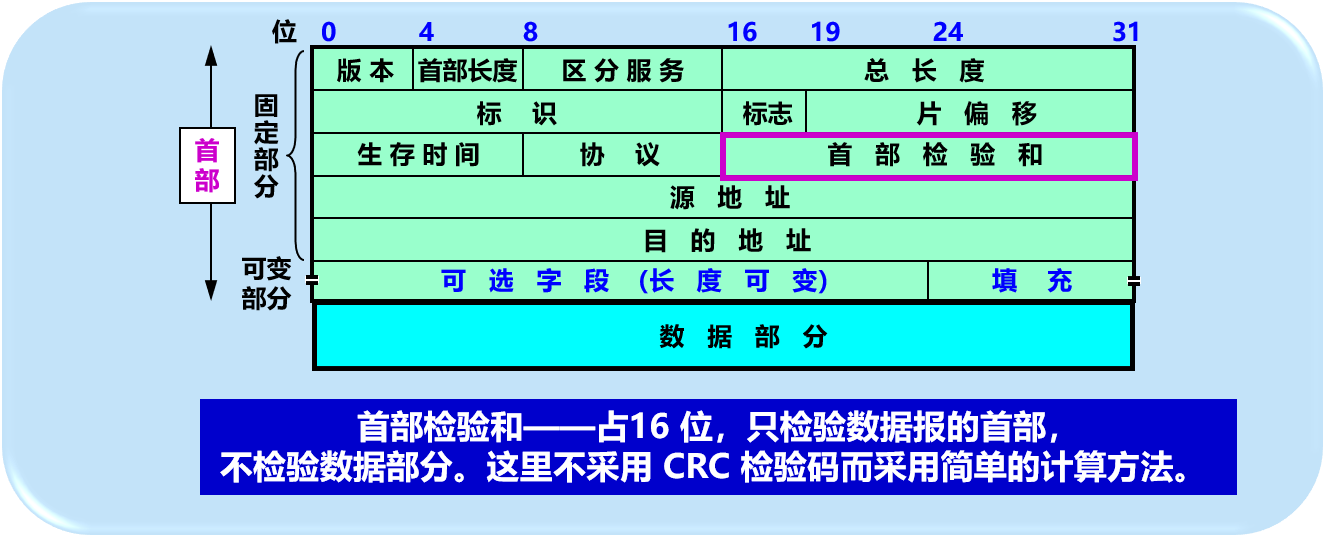 位 0 4 8 16 19 24 31
版本 首部长度 区分服务 总长度
标识 标志 片偏移
生存时间 协议 首部检验和
源地址
目的地址
可选字段 (长度可变) 填充
数据部分
首部
固定部分
可变
部分
首部检验和——占16 位，只检验数据报的首部，
不检验数据部分。这里不采用 CRC 检验码而采用简单的计算方法。